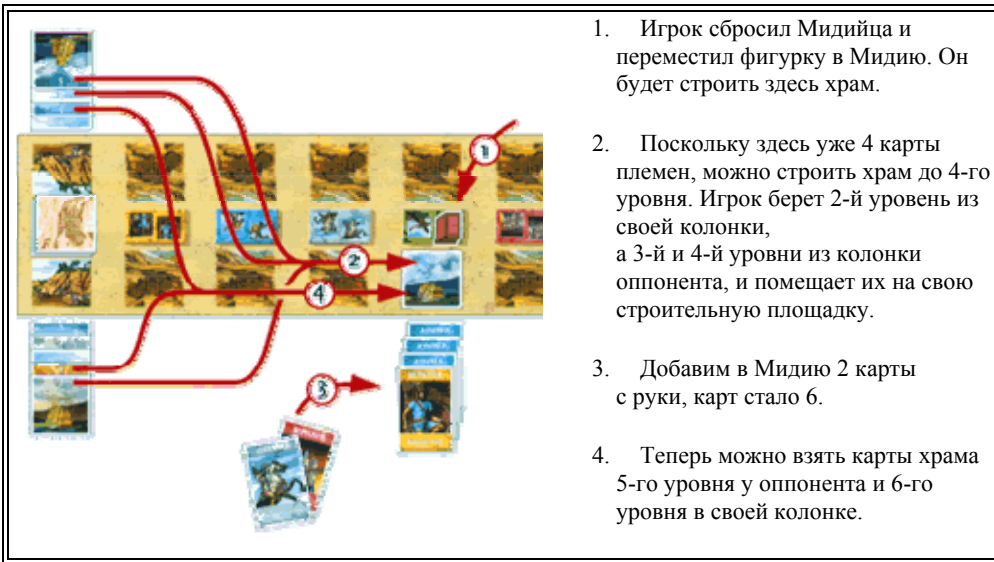 1. Игрок сбросил Мидийца и
переместил фигурку в Мидию. Он
будет строить здесь храм.
2. Поскольку здесь уже 4 карты
племен, можно строить храм до 4-го
уровня. Игрок берет 2-й уровень из
своей колонки,
а 3-й и 4-й уровни из колонки
оппонента, и помещает их на свою
строительную площадку.
3. Добавим в Мидию 2 карты
с руки, карт стало 6.
4. Теперь можно взять карты храма
5-го уровня у оппонента и 6-го
уровня в своей колонке.
1
2
4
3